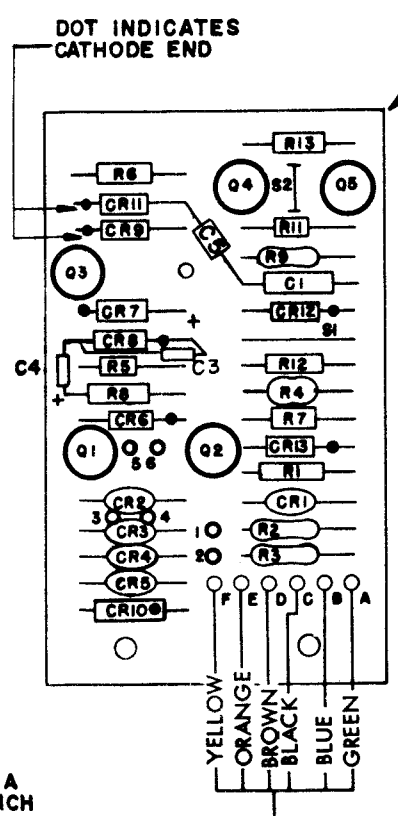 DOT INDICATES
CATHODE END
R13
R6
Q4
S2
Q5
CR11
CR9
C5
R11
R9
Q3
C1
CR7
+
CR12
S1
CR8
C4
R5
C3
R12
R8
+
R4
CR6
R7
Q1
5 6
Q2
CR13
R1
CR2
CR1
3
4
CR3
1
R2
CR4
2
R3
CR5
CR10
F
E
D
C
B
A
YELLOW
ORANGE
BROWN
BLACK
BLUE
GREEN
A
NCH